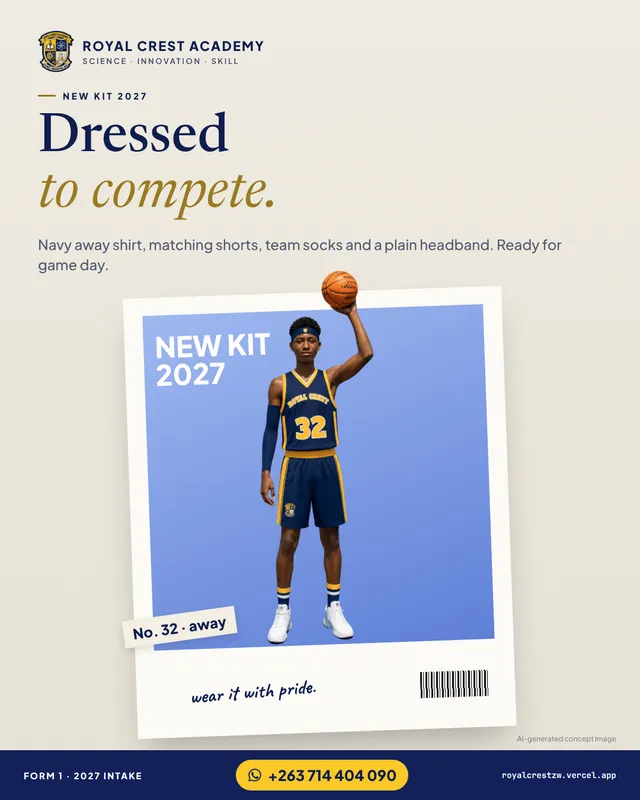 ROYAL CREST ACADEMY
SCIENCE · INNOVATION · SKILL
NEW KIT 2027
Dressed
to compete.
Navy away shirt, matching shorts, team socks and a plain headband. Ready for
game day.
NEW KIT
2027
ROYAL CREST
32
No. 32 · away
wear it with pride.
AI-generated concept image
FORM 1 · 2027 INTAKE
+263 714 404 090
royalcrestzw.vercel.app